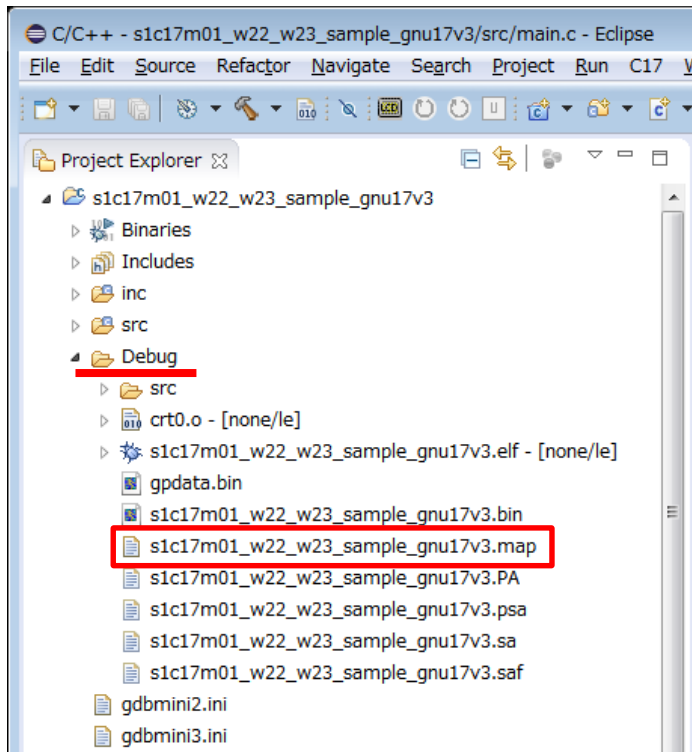 C/C++ - s1c17m01_w22_w23_sample_gnu17v3/src/main.c - Eclipse
File Edit Source Refactor Navigate Search Project Run C17 W
010 LCD
Project Explorer
s1c17m01_w22_w23_sample_gnu17v3
Binaries
Includes
inc
src
Debug
src
crt0.o - [none/le]
s1c17m01_w22_w23_sample_gnu17v3.elf - [none/le]
gpdata.bin
s1c17m01_w22_w23_sample_gnu17v3.bin
s1c17m01_w22_w23_sample_gnu17v3.map
s1c17m01_w22_w23_sample_gnu17v3.PA
s1c17m01_w22_w23_sample_gnu17v3.psa
s1c17m01_w22_w23_sample_gnu17v3.sa
s1c17m01_w22_w23_sample_gnu17v3.saf
gdbmini2.ini
gdbmini3.ini